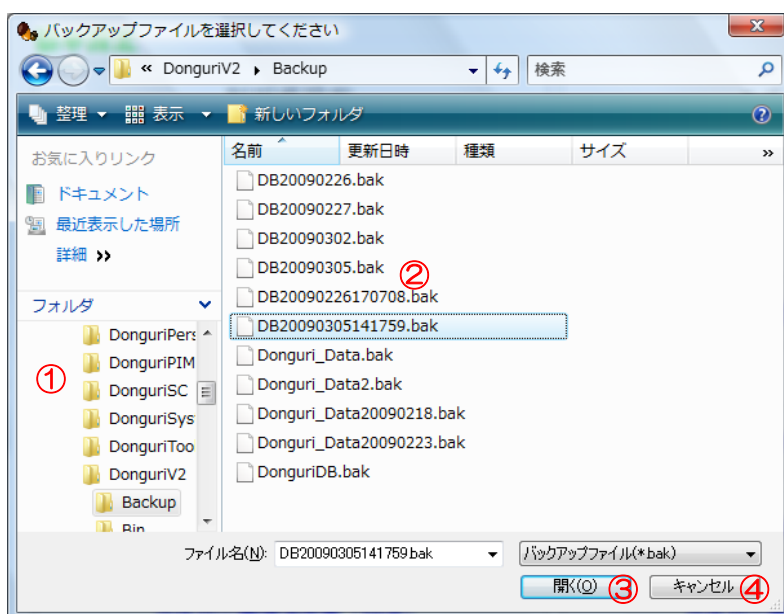 バックアップファイルを選択してください
« DonguriV2 ▸ Backup
検索
整理 ▼ 表示 ▼ 新しいフォルダ
お気に入りリンク
ドキュメント
最近表示した場所
詳細 »
フォルダ
DonguriPers
DonguriPIM
①
DonguriSC
DonguriSys
DonguriToo
DonguriV2
Backup
Bin
名前 更新日時 種類 サイズ »
DB20090226.bak
DB20090227.bak
DB20090302.bak
DB20090305.bak
②
DB20090226170708.bak
DB20090305141759.bak
Donguri_Data.bak
Donguri_Data2.bak
Donguri_Data20090218.bak
Donguri_Data20090223.bak
DonguriDB.bak
ファイル名(N): DB20090305141759.bak バックアップファイル(*.bak)
開く(O) ③ キャンセル ④